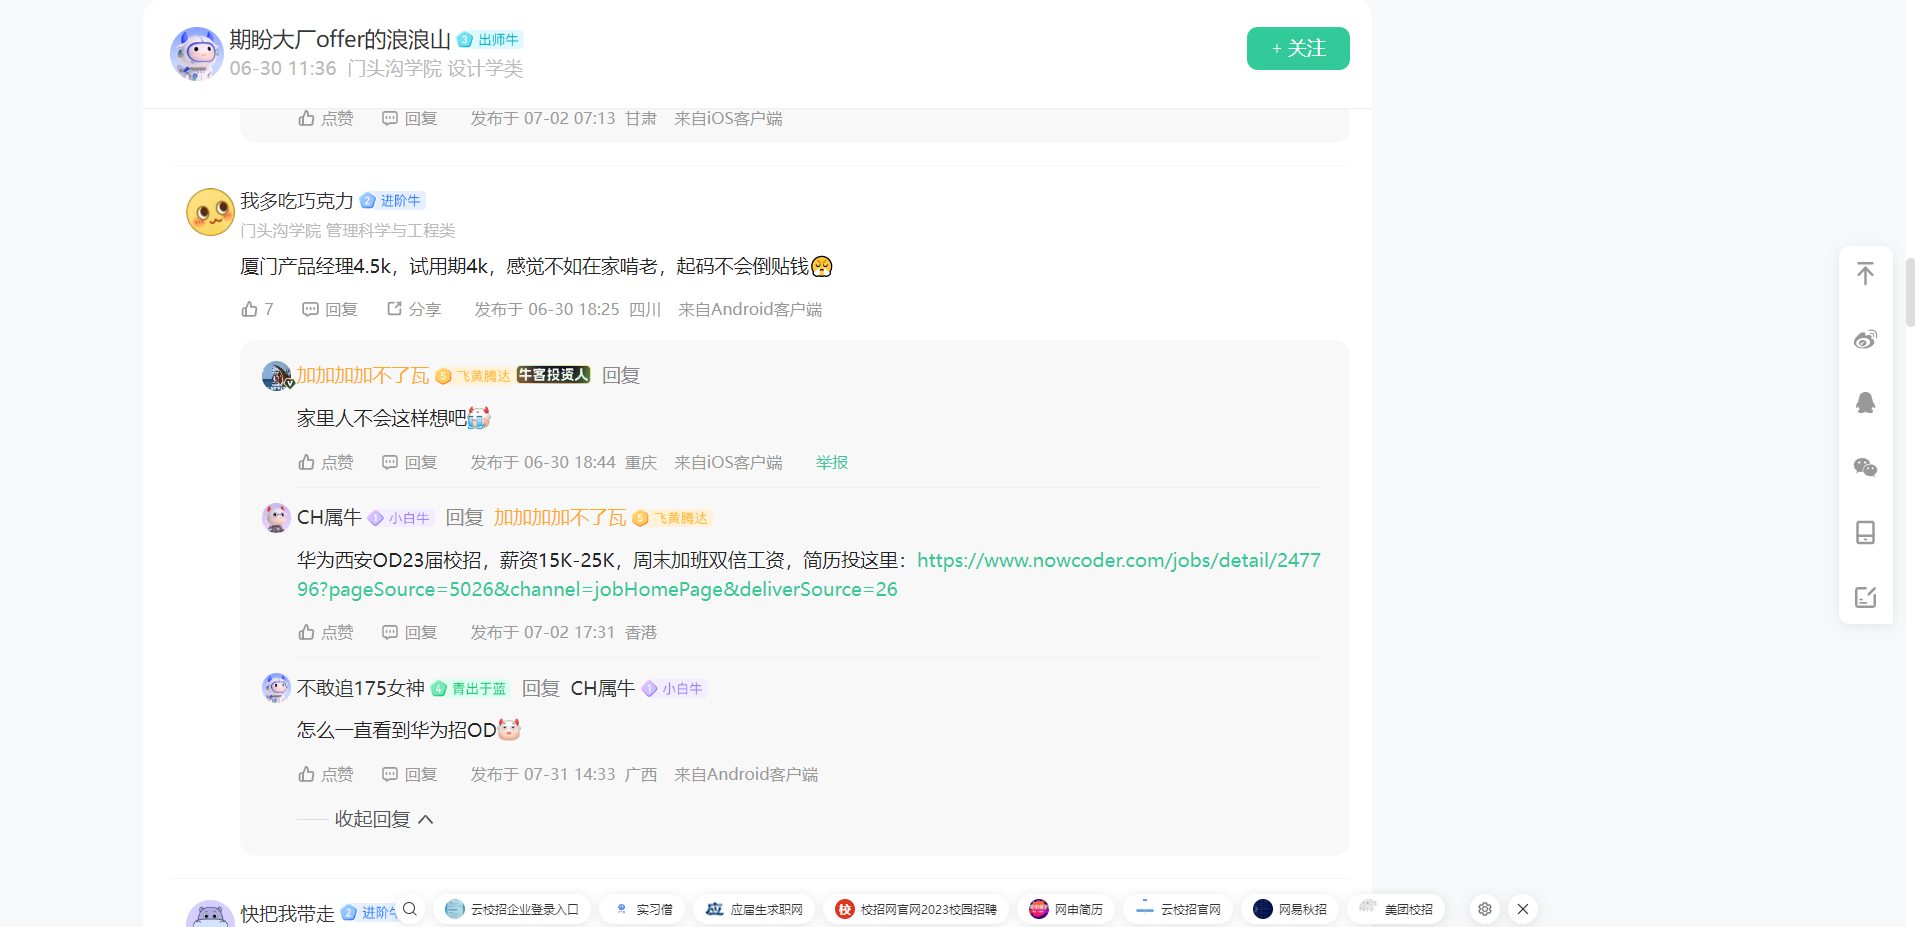 期盼大厂offer的浪浪山 3 出师牛
06-30 11:36 门头沟学院 设计学类
+ 关注
点赞 回复 发布于 07-02 07:13 甘肃 来自iOS客户端
我多吃巧克力 2 进阶牛
门头沟学院 管理科学与工程类
厦门产品经理4.5k，试用期4k，感觉不如在家啃老，起码不会倒贴钱
7 回复 分享 发布于 06-30 18:25 四川 来自Android客户端
加加加加不了瓦 5 飞黄腾达 牛客投资人 回复
家里人不会这样想吧
点赞 回复 发布于 06-30 18:44 重庆 来自iOS客户端 举报
CH属牛 1 小白牛 回复 加加加加不了瓦 5 飞黄腾达
华为西安OD23届校招，薪资15K-25K，周末加班双倍工资，简历投这里：https://www.nowcoder.com/jobs/detail/2477
96?pageSource=5026&channel=jobHomePage&deliverSource=26
点赞 回复 发布于 07-02 17:31 香港
不敢追175女神 4 青出于蓝 回复 CH属牛 1 小白牛
怎么一直看到华为招OD
点赞 回复 发布于 07-31 14:33 广西 来自Android客户端
收起回复
快把我带走 2 进阶牛
云校招企业登录入口 实习僧 应届生求职网 校招网官网2023校园招聘 网申简历 云校招官网 网易秋招 美团校招